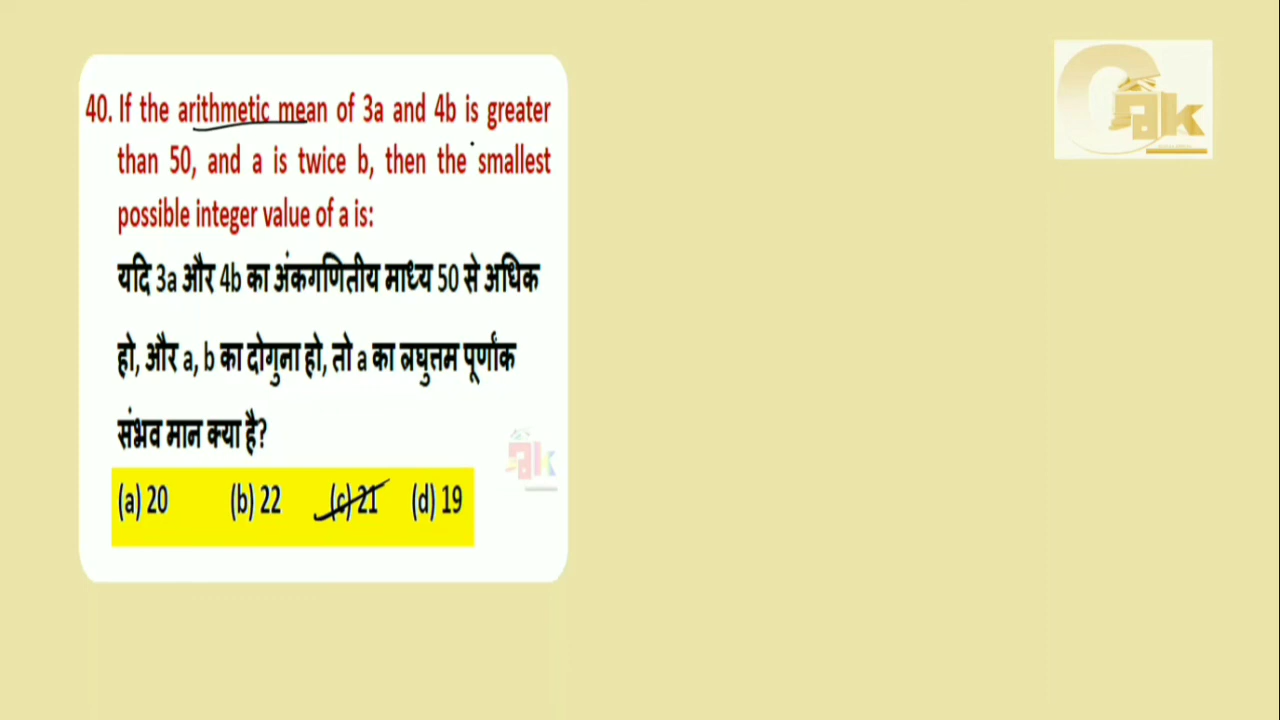 40. If the arithmetic mean of 3a and 4b is greater
than 50, and a is twice b, then the smallest
possible integer value of a is:
यदि 3a और 4b का अंकगणितीय माध्य 50 से अधिक
हो, और a, b का दोगुना हो, तो a का लघुत्तम पूर्णांक
संभव मान क्या है?
(a) 20 (b) 22 (c) 21 (d) 19